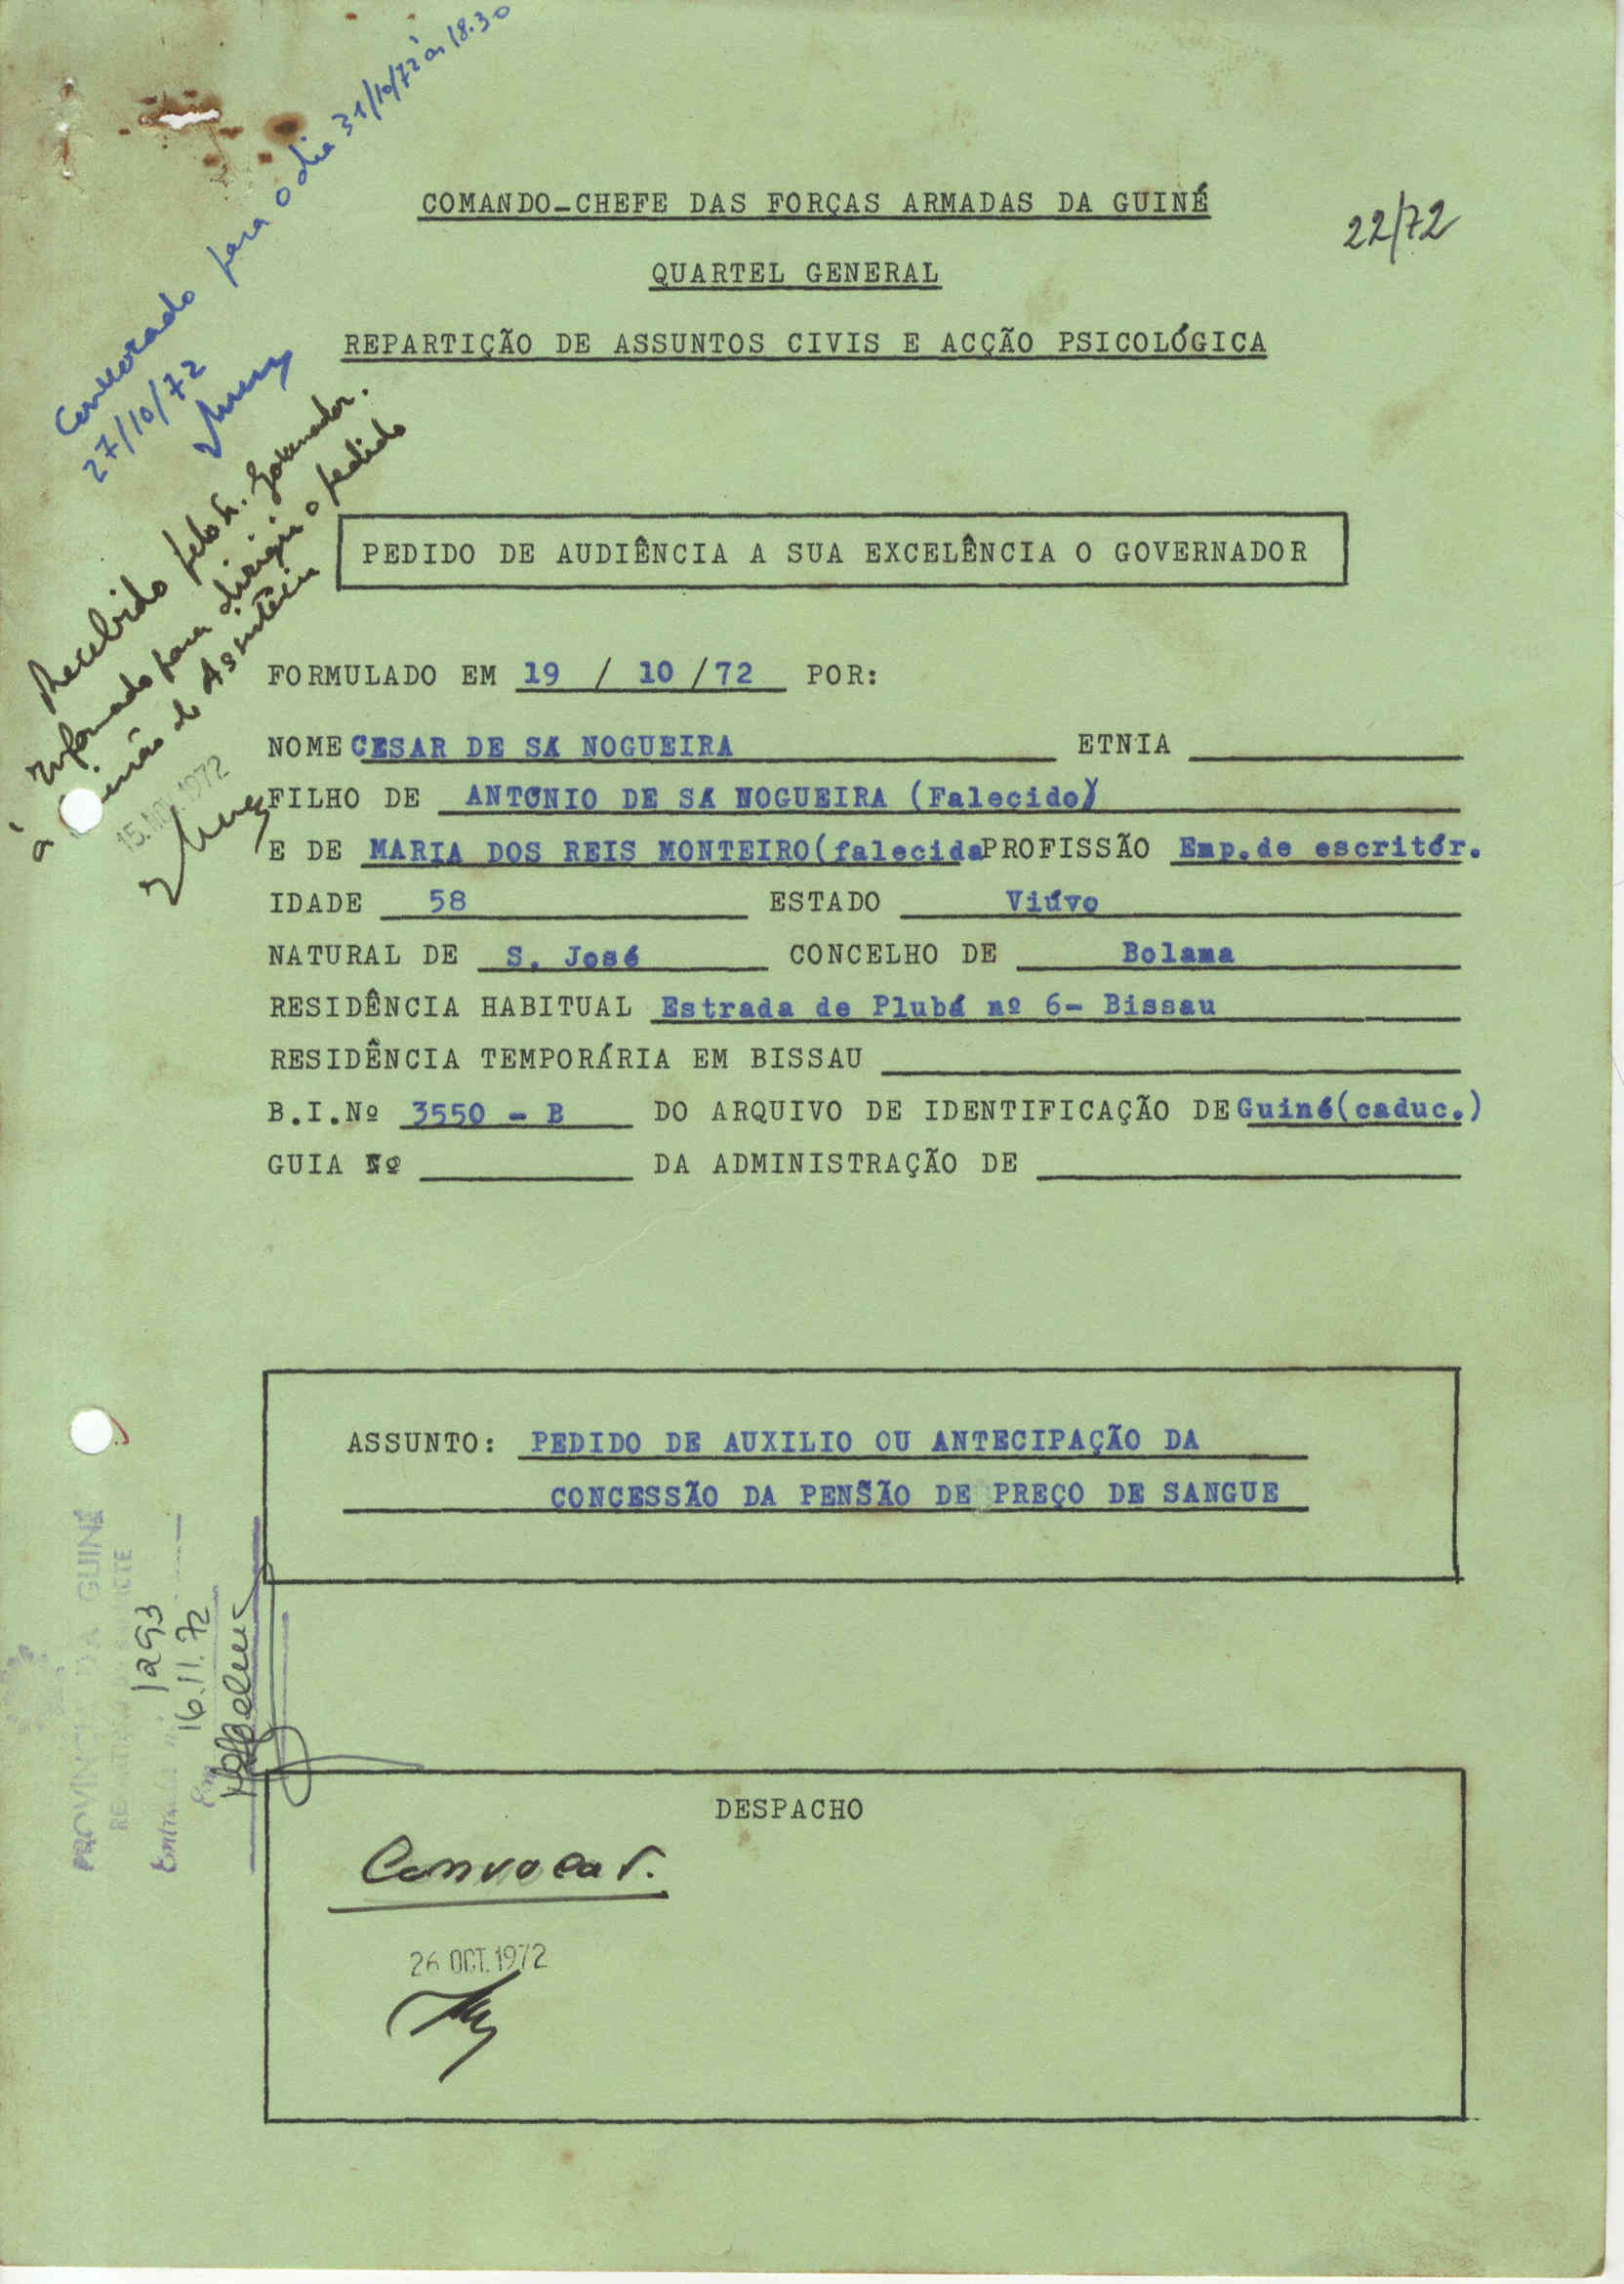 Convocado para o dia 31/10/72 às 18.30
27/10/72
22/72
COMANDO-CHEFE DAS FORÇAS ARMADAS DA GUINÉ
QUARTEL GENERAL
REPARTIÇÃO DE ASSUNTOS CIVIS E ACÇÃO PSICOLÓGICA
Recebido pelo Sr. Governador.
Informado para dirigir o pedido
à de Assistência
15. NOV. 1972
PEDIDO DE AUDIÊNCIA A SUA EXCELÊNCIA O GOVERNADOR
FORMULADO EM 19 / 10 /72 POR:
NOME CESAR DE SÁ NOGUEIRA ETNIA
FILHO DE ANTÓNIO DE SÁ NOGUEIRA (Falecido)
E DE MARIA DOS REIS MONTEIRO(falecida PROFISSÃO Emp.de escritór.
IDADE 58 ESTADO Viúvo
NATURAL DE S. José CONCELHO DE Bolama
RESIDÊNCIA HABITUAL Estrada de Plubá nº 6- Bissau
RESIDÊNCIA TEMPORÁRIA EM BISSAU
B.I.Nº 3550 - B DO ARQUIVO DE IDENTIFICAÇÃO DE Guiné(caduc.)
GUIA Nº DA ADMINISTRAÇÃO DE
ASSUNTO: PEDIDO DE AUXILIO OU ANTECIPAÇÃO DA
CONCESSÃO DA PENSÃO DE PREÇO DE SANGUE
PROVÍNCIA DA GUINÉ
Entrada n.º 1293
Em 16.11.72
DESPACHO
Convocar.
26 OCT. 1972